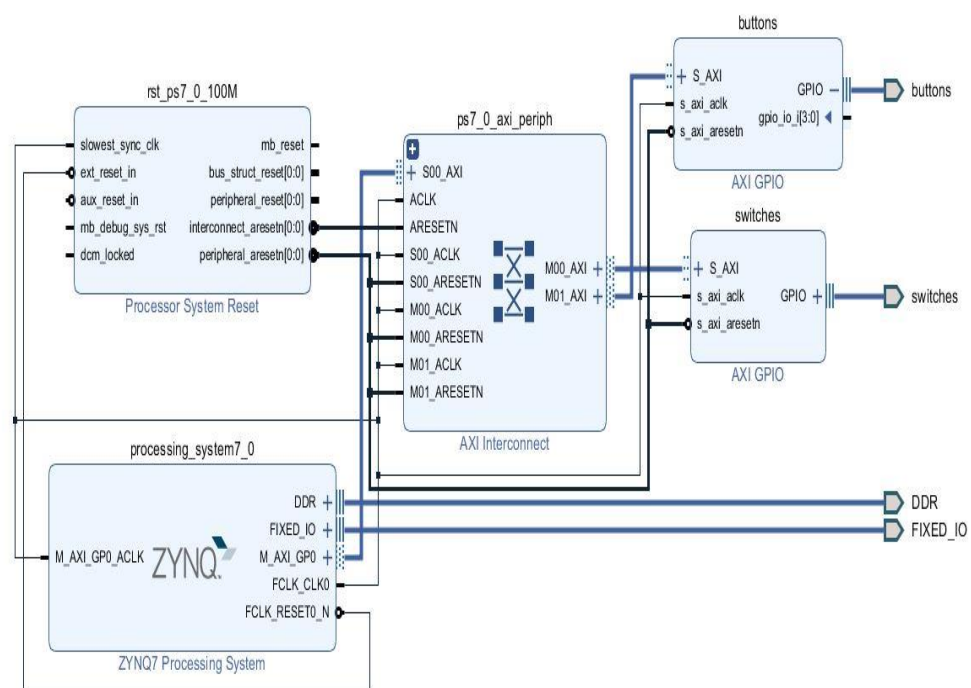 rst_ps7_0_100M
slowest_sync_clk
ext_reset_in
aux_reset_in
mb_debug_sys_rst
dcm_locked
mb_reset
bus_struct_reset[0:0]
peripheral_reset[0:0]
interconnect_aresetn[0:0]
peripheral_aresetn[0:0]
Processor System Reset
ps7_0_axi_periph
S00_AXI
ACLK
ARESETN
S00_ACLK
S00_ARESETN
M00_ACLK
M00_ARESETN
M01_ACLK
M01_ARESETN
M00_AXI
M01_AXI
AXI Interconnect
buttons
S_AXI
s_axi_aclk
s_axi_aresetn
GPIO
gpio_io_i[3:0]
AXI GPIO
buttons
switches
S_AXI
s_axi_aclk
s_axi_aresetn
GPIO
AXI GPIO
switches
processing_system7_0
M_AXI_GP0_ACLK
ZYNQ
DDR
FIXED_IO
M_AXI_GP0
FCLK_CLK0
FCLK_RESET0_N
ZYNQ7 Processing System
DDR
FIXED_IO